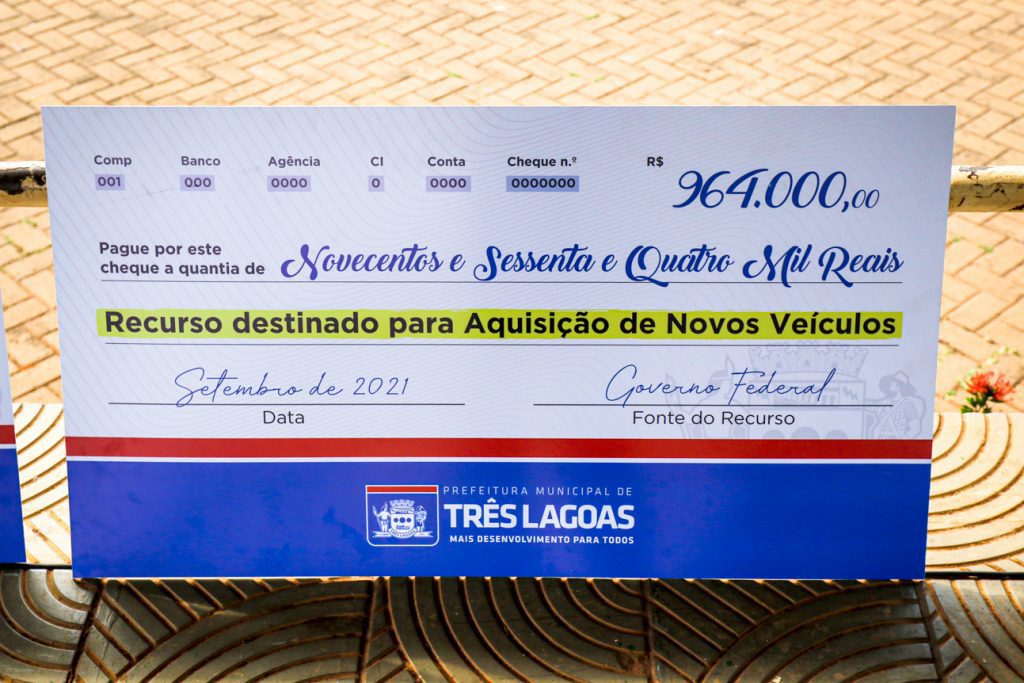 Comp Banco Agência CI Conta Cheque n.º R$
001 000 0000 0 0000 0000000 964.000,00
Pague por este
cheque a quantia de Novecentos e Sessenta e Quatro Mil Reais
Recurso destinado para Aquisição de Novos Veículos
Setembro de 2021 Governo Federal
Data Fonte do Recurso
PREFEITURA MUNICIPAL DE
TRÊS LAGOAS
MAIS DESENVOLVIMENTO PARA TODOS